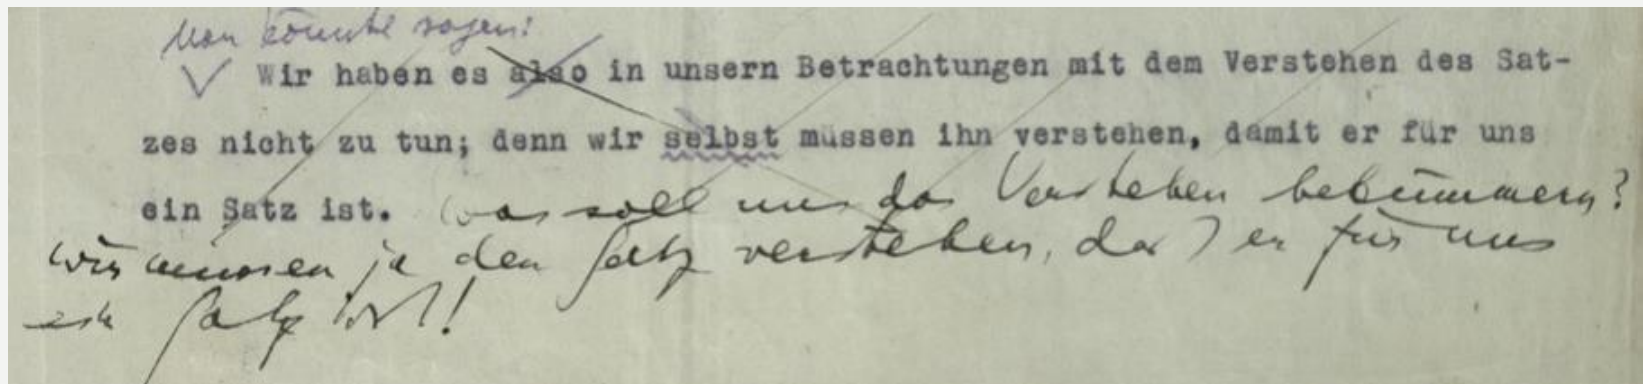 Man könnte sagen:
Wir haben es also in unsern Betrachtungen mit dem Verstehen des Sat-
zes nicht zu tun; denn wir selbst müssen ihn verstehen, damit er für uns
ein Satz ist. Was soll uns das Verstehen bekümmern?
Wir müssen ja den Satz verstehen, daß er für uns
ein Satz ist!